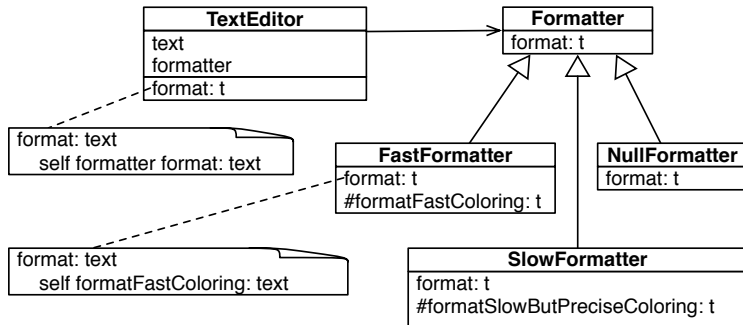 TextEditor
text
formatter
format: t
Formatter
format: t
format: text
self formatter format: text
FastFormatter
format: t
#formatFastColoring: t
NullFormatter
format: t
format: text
self formatFastColoring: text
SlowFormatter
format: t
#formatSlowButPreciseColoring: t